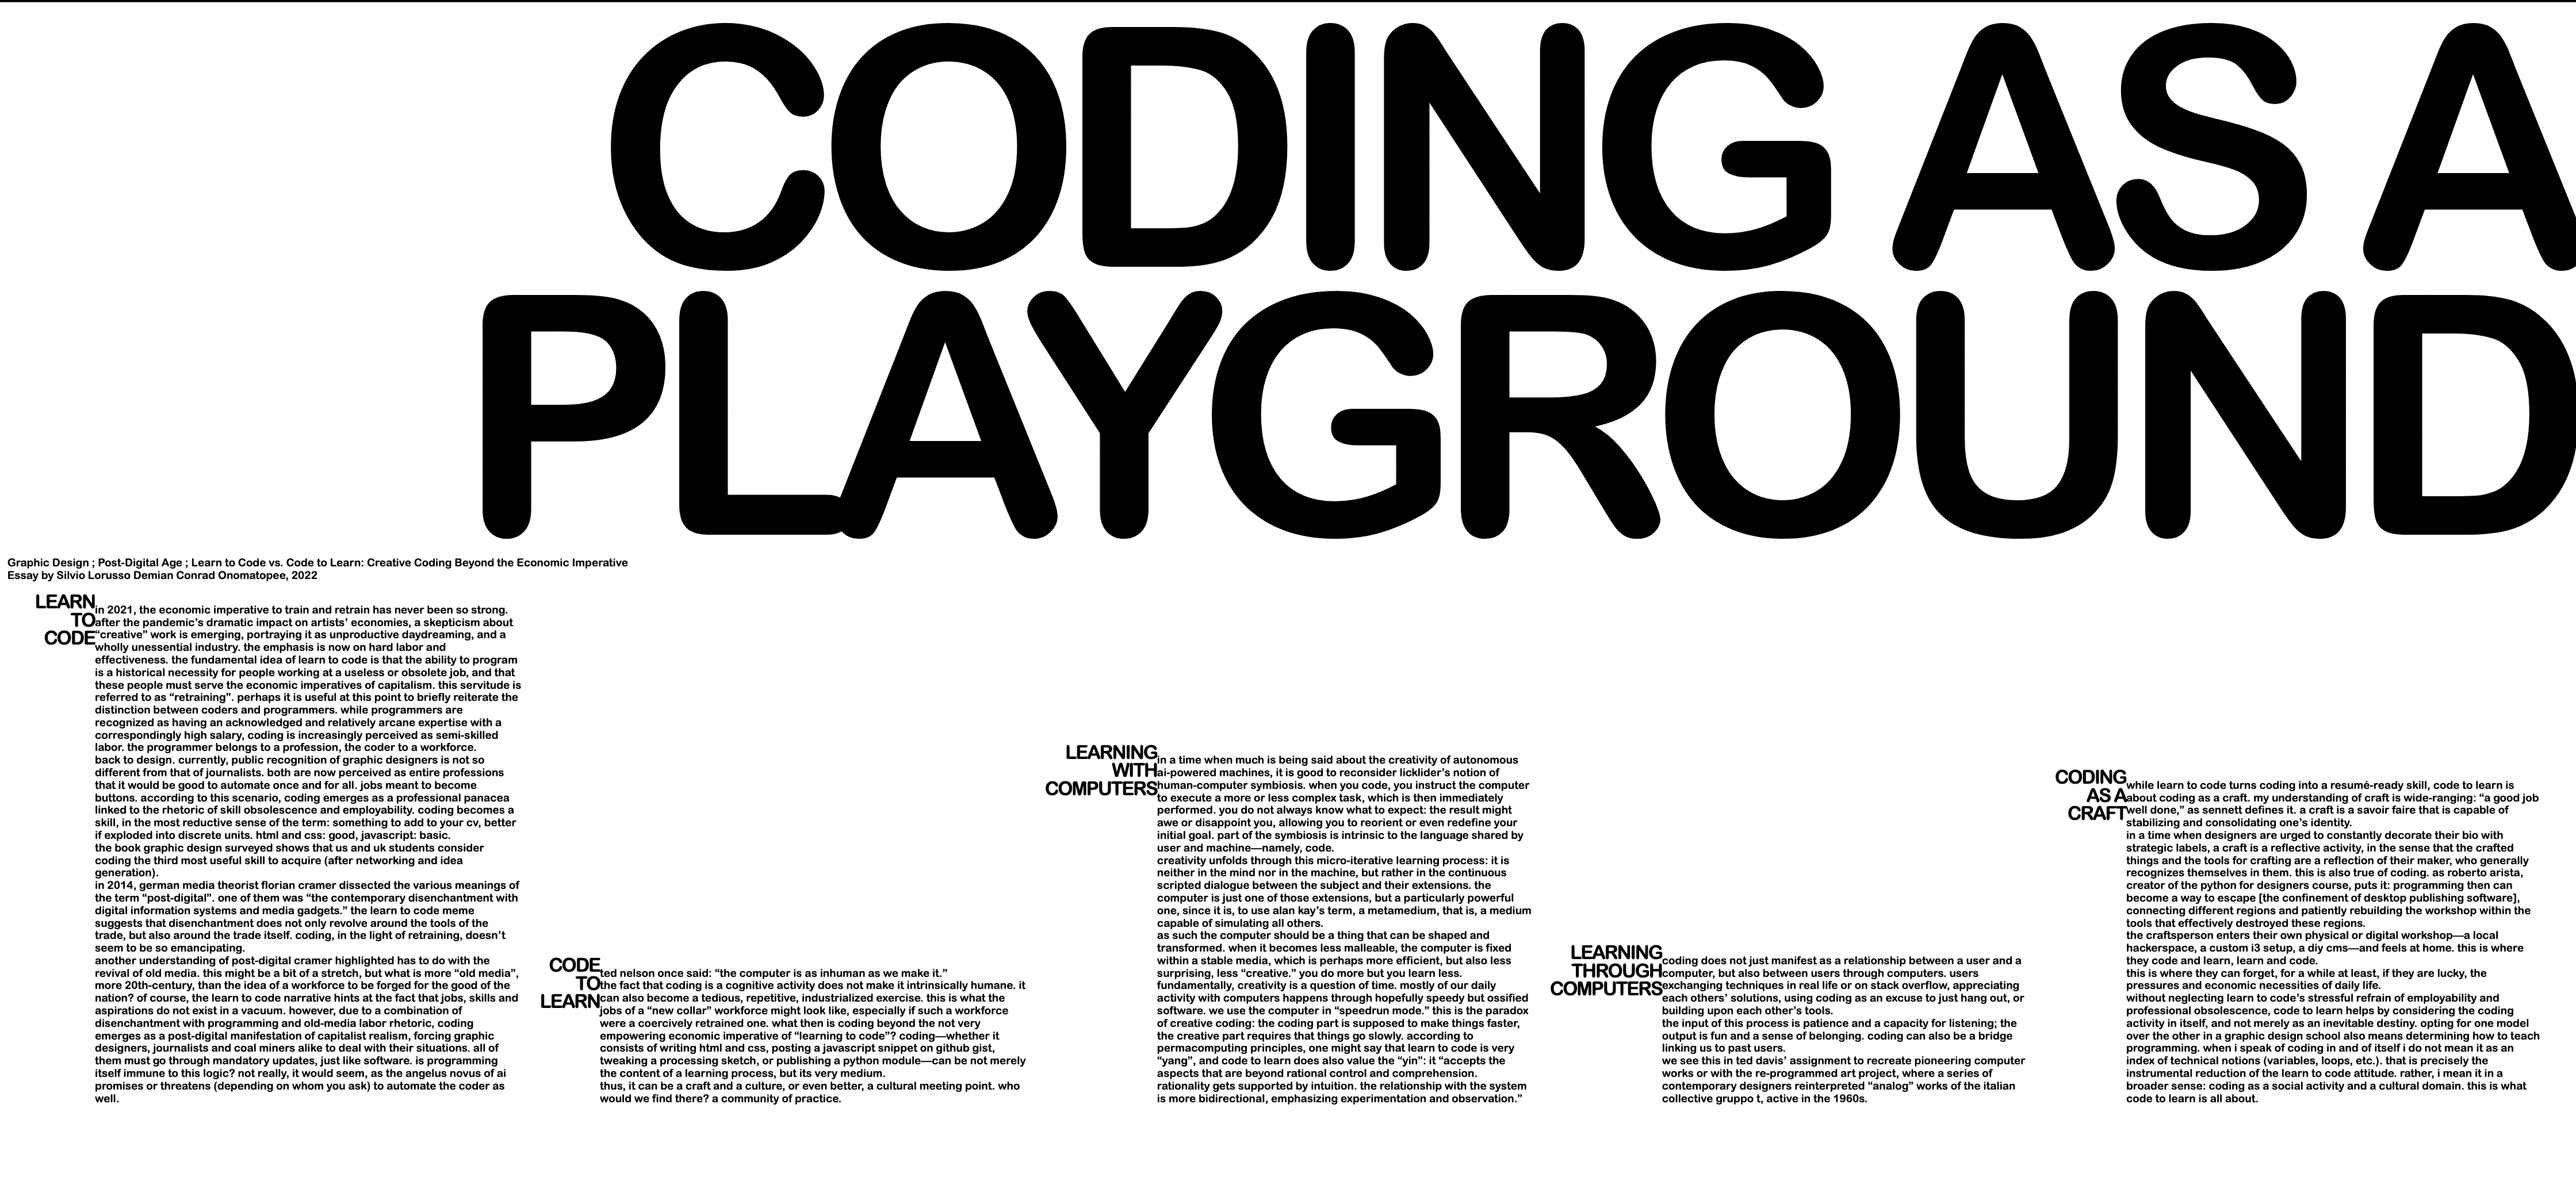 CODING AS A
PLAYGROUND
Graphic Design ; Post-Digital Age ; Learn to Code vs. Code to Learn: Creative Coding Beyond the Economic Imperative
Essay by Silvio Lorusso Demian Conrad Onomatopee, 2022
LEARN
TO
CODE
in 2021, the economic imperative to train and retrain has never been so strong.
after the pandemic’s dramatic impact on artists’ economies, a skepticism about
“creative” work is emerging, portraying it as unproductive daydreaming, and a
wholly unessential industry. the emphasis is now on hard labor and
effectiveness. the fundamental idea of learn to code is that the ability to program
is a historical necessity for people working at a useless or obsolete job, and that
these people must serve the economic imperatives of capitalism. this servitude is
referred to as “retraining”. perhaps it is useful at this point to briefly reiterate the
distinction between coders and programmers. while programmers are
recognized as having an acknowledged and relatively arcane expertise with a
correspondingly high salary, coding is increasingly perceived as semi-skilled
labor. the programmer belongs to a profession, the coder to a workforce.
back to design. currently, public recognition of graphic designers is not so
different from that of journalists. both are now perceived as entire professions
that it would be good to automate once and for all. jobs meant to become
buttons. according to this scenario, coding emerges as a professional panacea
linked to the rhetoric of skill obsolescence and employability. coding becomes a
skill, in the most reductive sense of the term: something to add to your cv, better
if exploded into discrete units. html and css: good, javascript: basic.
the book graphic design surveyed shows that us and uk students consider
coding the third most useful skill to acquire (after networking and idea
generation).
in 2014, german media theorist florian cramer dissected the various meanings of
the term “post-digital”. one of them was “the contemporary disenchantment with
digital information systems and media gadgets.” the learn to code meme
suggests that disenchantment does not only revolve around the tools of the
trade, but also around the trade itself. coding, in the light of retraining, doesn’t
seem to be so emancipating.
another understanding of post-digital cramer highlighted has to do with the
revival of old media. this might be a bit of a stretch, but what is more “old media”,
more 20th-century, than the idea of a workforce to be forged for the good of the
nation? of course, the learn to code narrative hints at the fact that jobs, skills and
aspirations do not exist in a vacuum. however, due to a combination of
disenchantment with programming and old-media labor rhetoric, coding
emerges as a post-digital manifestation of capitalist realism, forcing graphic
designers, journalists and coal miners alike to deal with their situations. all of
them must go through mandatory updates, just like software. is programming
itself immune to this logic? not really, it would seem, as the angelus novus of ai
promises or threatens (depending on whom you ask) to automate the coder as
well.
CODE
TO
LEARN
ted nelson once said: “the computer is as inhuman as we make it.”
the fact that coding is a cognitive activity does not make it intrinsically humane. it
can also become a tedious, repetitive, industrialized exercise. this is what the
jobs of a “new collar” workforce might look like, especially if such a workforce
were a coercively retrained one. what then is coding beyond the not very
empowering economic imperative of “learning to code”? coding—whether it
consists of writing html and css, posting a javascript snippet on github gist,
tweaking a processing sketch, or publishing a python module—can be not merely
the content of a learning process, but its very medium.
thus, it can be a craft and a culture, or even better, a cultural meeting point. who
would we find there? a community of practice.
LEARNING
WITH
COMPUTERS
in a time when much is being said about the creativity of autonomous
ai-powered machines, it is good to reconsider licklider’s notion of
human-computer symbiosis. when you code, you instruct the computer
to execute a more or less complex task, which is then immediately
performed. you do not always know what to expect: the result might
awe or disappoint you, allowing you to reorient or even redefine your
initial goal. part of the symbiosis is intrinsic to the language shared by
user and machine—namely, code.
creativity unfolds through this micro-iterative learning process: it is
neither in the mind nor in the machine, but rather in the continuous
scripted dialogue between the subject and their extensions. the
computer is just one of those extensions, but a particularly powerful
one, since it is, to use alan kay’s term, a metamedium, that is, a medium
capable of simulating all others.
as such the computer should be a thing that can be shaped and
transformed. when it becomes less malleable, the computer is fixed
within a stable media, which is perhaps more efficient, but also less
surprising, less “creative.” you do more but you learn less.
fundamentally, creativity is a question of time. mostly of our daily
activity with computers happens through hopefully speedy but ossified
software. we use the computer in “speedrun mode.” this is the paradox
of creative coding: the coding part is supposed to make things faster,
the creative part requires that things go slowly. according to
permacomputing principles, one might say that learn to code is very
“yang”, and code to learn does also value the “yin”: it “accepts the
aspects that are beyond rational control and comprehension.
rationality gets supported by intuition. the relationship with the system
is more bidirectional, emphasizing experimentation and observation.”
LEARNING
THROUGH
COMPUTERS
coding does not just manifest as a relationship between a user and a
computer, but also between users through computers. users
exchanging techniques in real life or on stack overflow, appreciating
each others’ solutions, using coding as an excuse to just hang out, or
building upon each other’s tools.
the input of this process is patience and a capacity for listening; the
output is fun and a sense of belonging. coding can also be a bridge
linking us to past users.
we see this in ted davis’ assignment to recreate pioneering computer
works or with the re-programmed art project, where a series of
contemporary designers reinterpreted “analog” works of the italian
collective gruppo t, active in the 1960s.
CODING
AS A
CRAFT
while learn to code turns coding into a resumé-ready skill, code to learn is
about coding as a craft. my understanding of craft is wide-ranging: “a good job
well done,” as sennett defines it. a craft is a savoir faire that is capable of
stabilizing and consolidating one’s identity.
in a time when designers are urged to constantly decorate their bio with
strategic labels, a craft is a reflective activity, in the sense that the crafted
things and the tools for crafting are a reflection of their maker, who generally
recognizes themselves in them. this is also true of coding. as roberto arista,
creator of the python for designers course, puts it: programming then can
become a way to escape [the confinement of desktop publishing software],
connecting different regions and patiently rebuilding the workshop within the
tools that effectively destroyed these regions.
the craftsperson enters their own physical or digital workshop—a local
hackerspace, a custom i3 setup, a diy cms—and feels at home. this is where
they code and learn, learn and code.
this is where they can forget, for a while at least, if they are lucky, the
pressures and economic necessities of daily life.
without neglecting learn to code’s stressful refrain of employability and
professional obsolescence, code to learn helps by considering the coding
activity in itself, and not merely as an inevitable destiny. opting for one model
over the other in a graphic design school also means determining how to teach
programming. when i speak of coding in and of itself i do not mean it as an
index of technical notions (variables, loops, etc.). that is precisely the
instrumental reduction of the learn to code attitude. rather, i mean it in a
broader sense: coding as a social activity and a cultural domain. this is what
code to learn is all about.